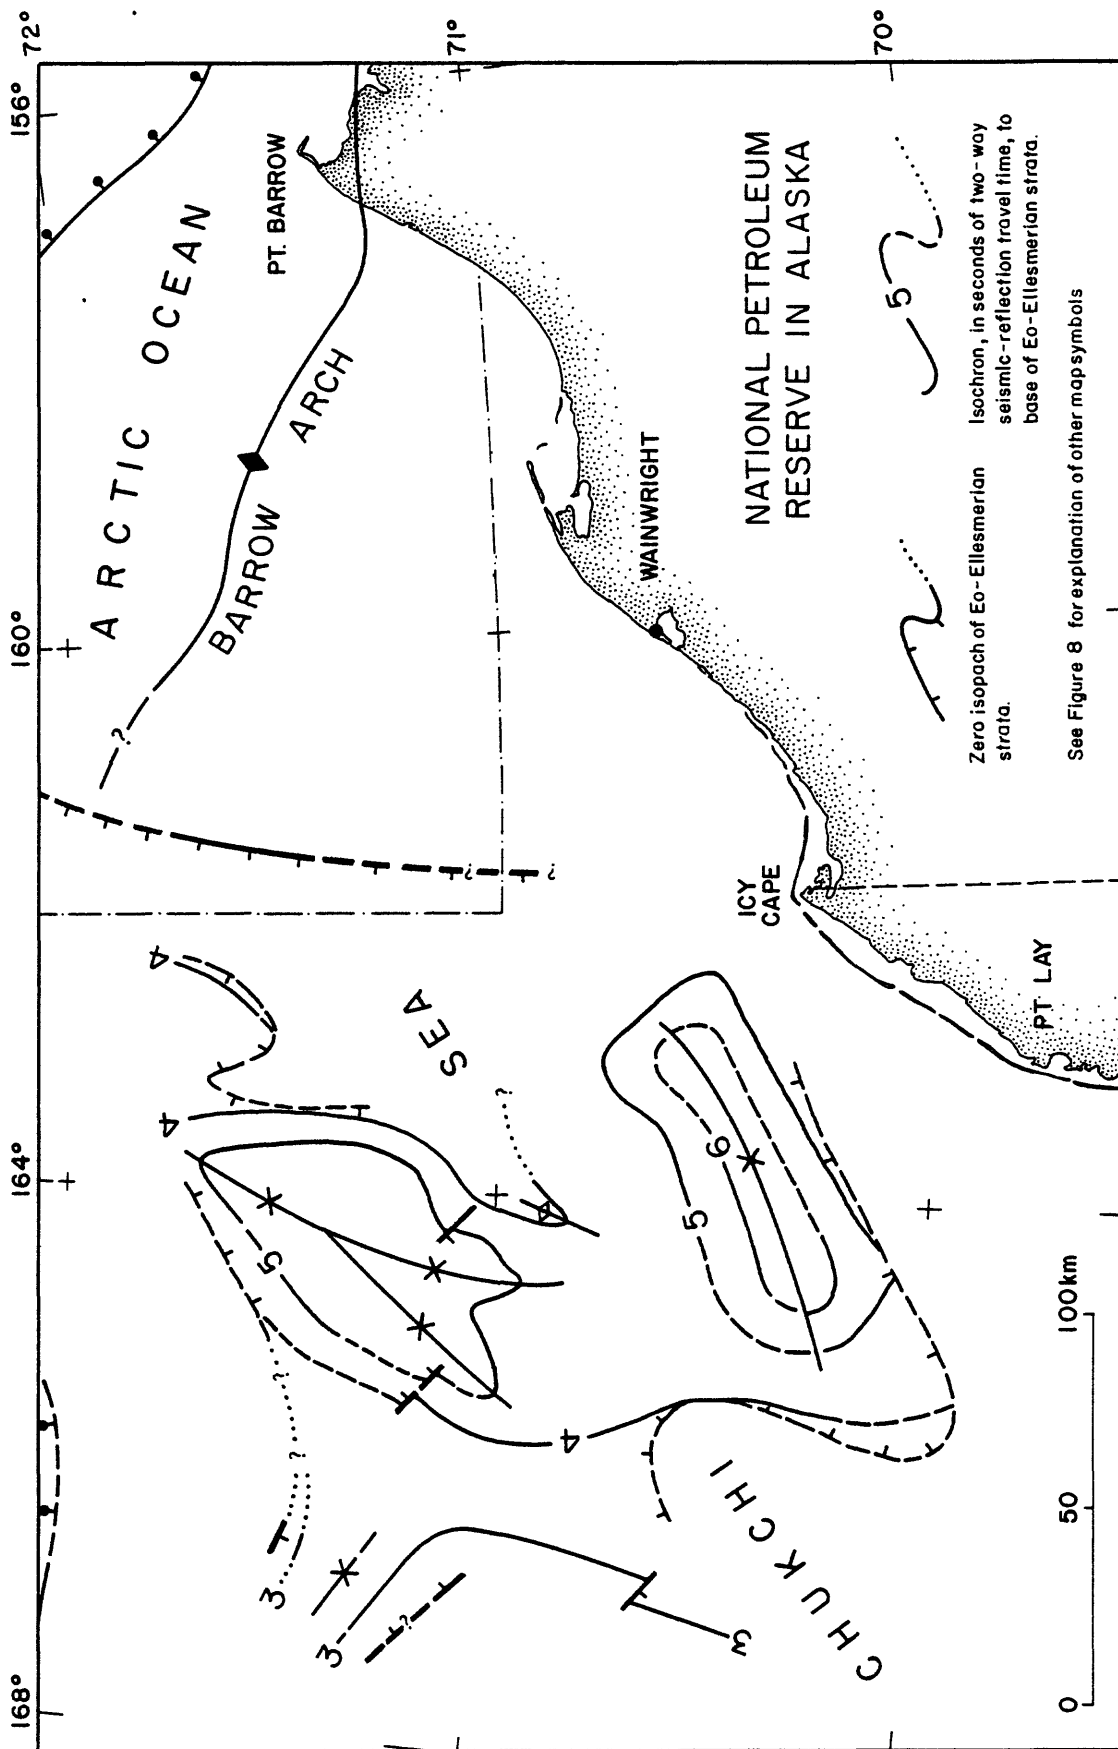 168°
164°
160°
156°
72°
71°
70°
ARCTIC OCEAN
PT. BARROW
BARROW ARCH
?
?
?
4
4
SEA
?
5
?
?
3
3
?
4
3
5
6
CHUKCHI
ICY
CAPE
WAINWRIGHT
PT LAY
NATIONAL PETROLEUM
RESERVE IN ALASKA
Zero isopach of Eo-Ellesmerian
strata.
5
Isochron, in seconds of two-way
seismic-reflection travel time, to
base of Eo-Ellesmerian strata.
See Figure 8 for explanation of other map symbols
0 50 100km